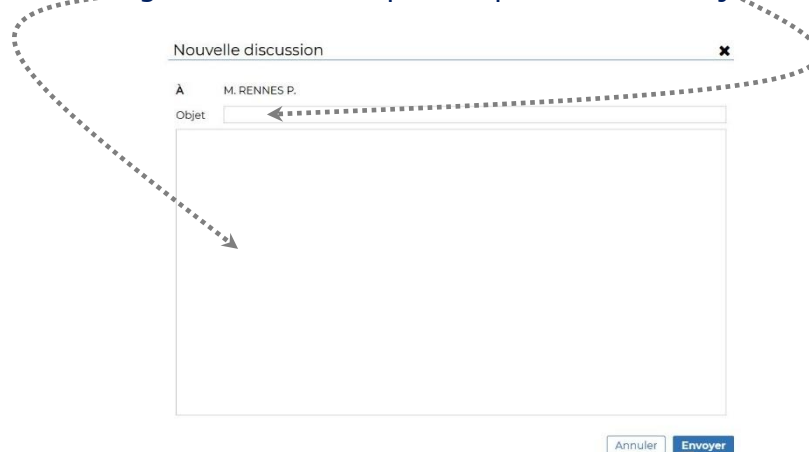 Nouvelle discussion
À M. RENNES P.
Objet
Annuler Envoyer